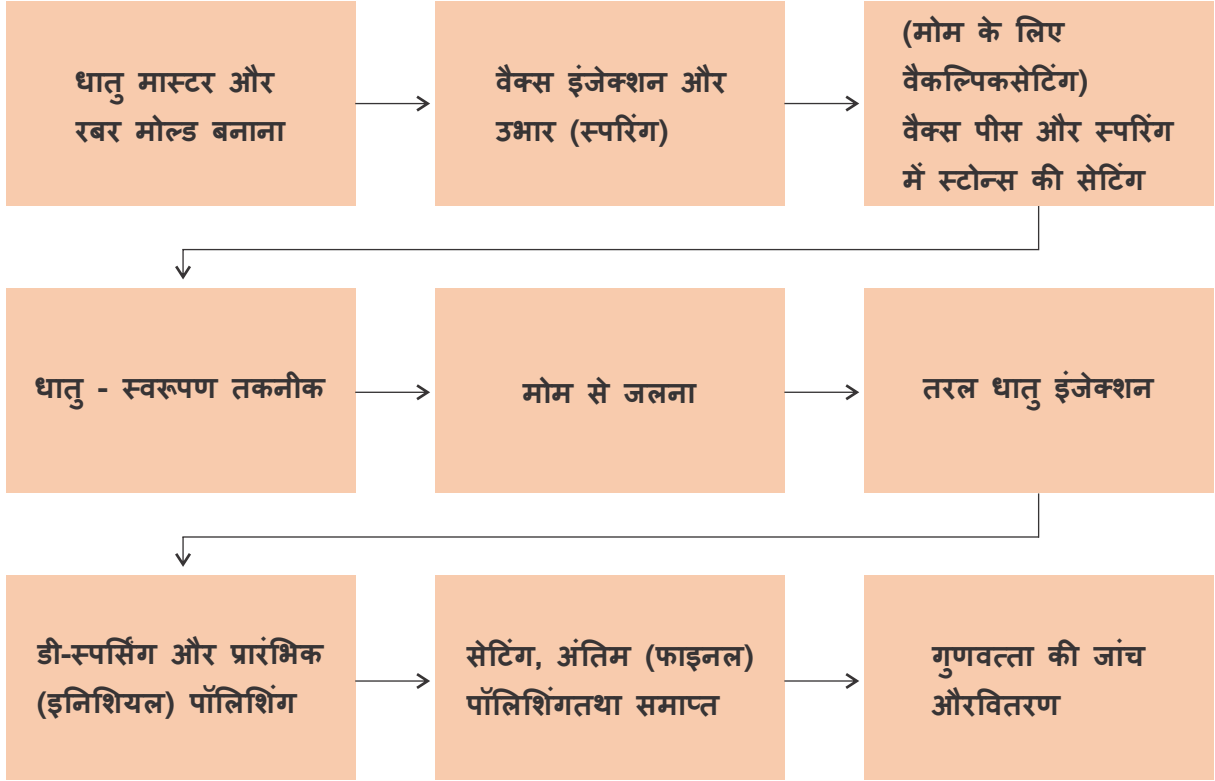 धातु मास्टर और
रबर मोल्ड बनाना
वैक्स इंजेक्शन और
उभार (स्परिंग)
(मोम के लिए
वैकल्पिकसेटिंग)
वैक्स पीस और स्परिंग
में स्टोन्स की सेटिंग
धातु - स्वरूपण तकनीक
मोम से जलना
तरल धातु इंजेक्शन
डी-स्पर्सिंग और प्रारंभिक
(इनिशियल) पॉलिशिंग
सेटिंग, अंतिम (फाइनल)
पॉलिशिंगतथा समाप्त
गुणवत्ता की जांच
औरवितरण